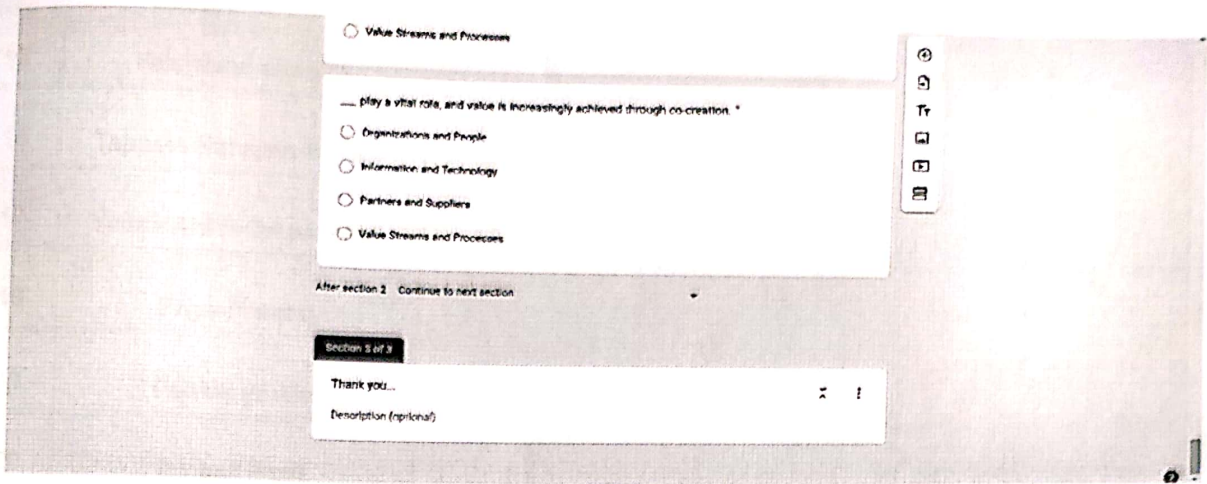 Value Streams and Processes
__ play a vital role, and value is increasingly achieved through co-creation. *
Organizations and People
Information and Technology
Partners and Suppliers
Value Streams and Processes
After section 2 Continue to next section
Section 3 of 3
Thank you...
Description (optional)